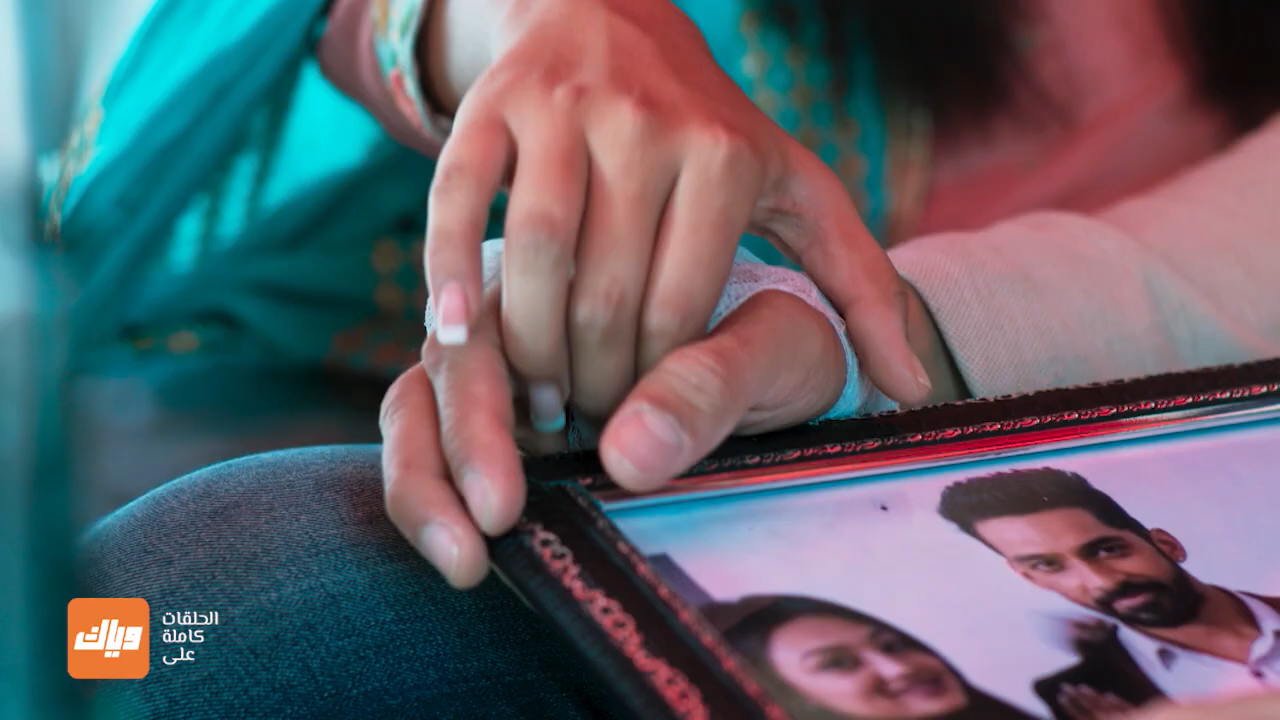 وياك
الحلقات
كاملة
على